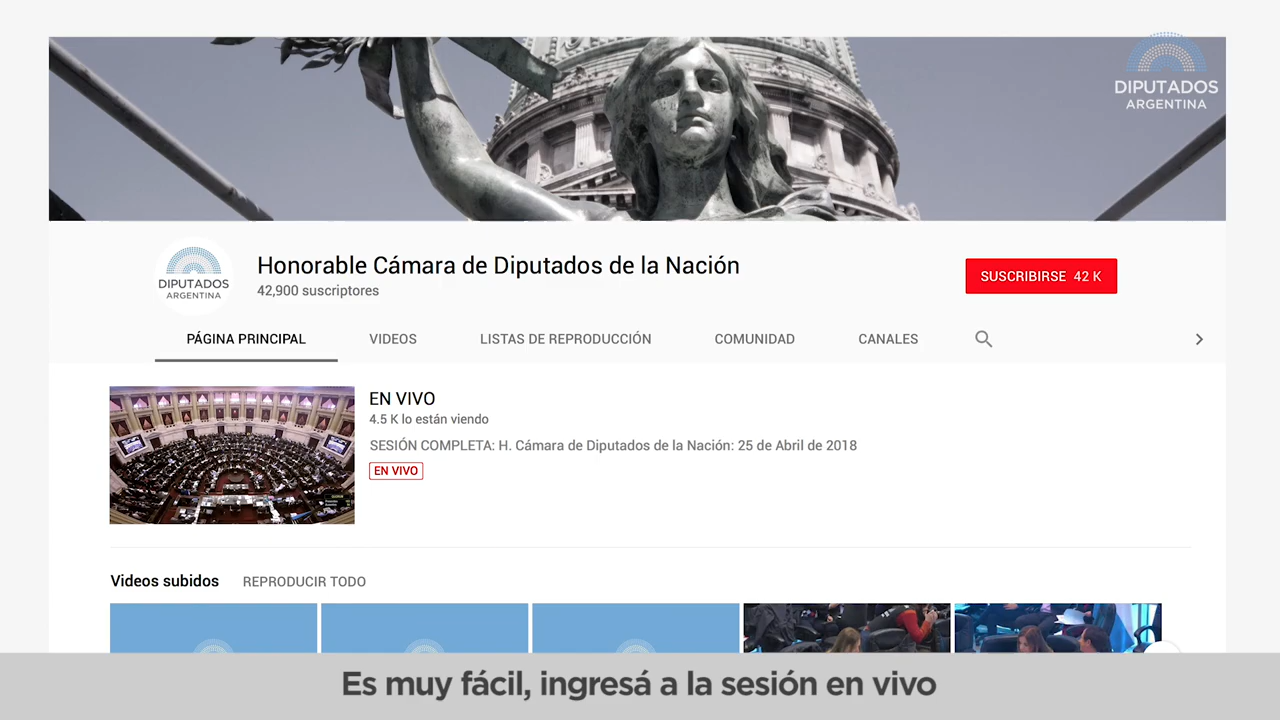 DIPUTADOS
ARGENTINA
DIPUTADOS
ARGENTINA
Honorable Cámara de Diputados de la Nación
42,900 suscriptores
SUSCRIBIRSE 42 K
PÁGINA PRINCIPAL
VIDEOS
LISTAS DE REPRODUCCIÓN
COMUNIDAD
CANALES
EN VIVO
4.5 K lo están viendo
SESIÓN COMPLETA: H. Cámara de Diputados de la Nación: 25 de Abril de 2018
EN VIVO
Videos subidos
REPRODUCIR TODO
Es muy fácil, ingresá a la sesión en vivo